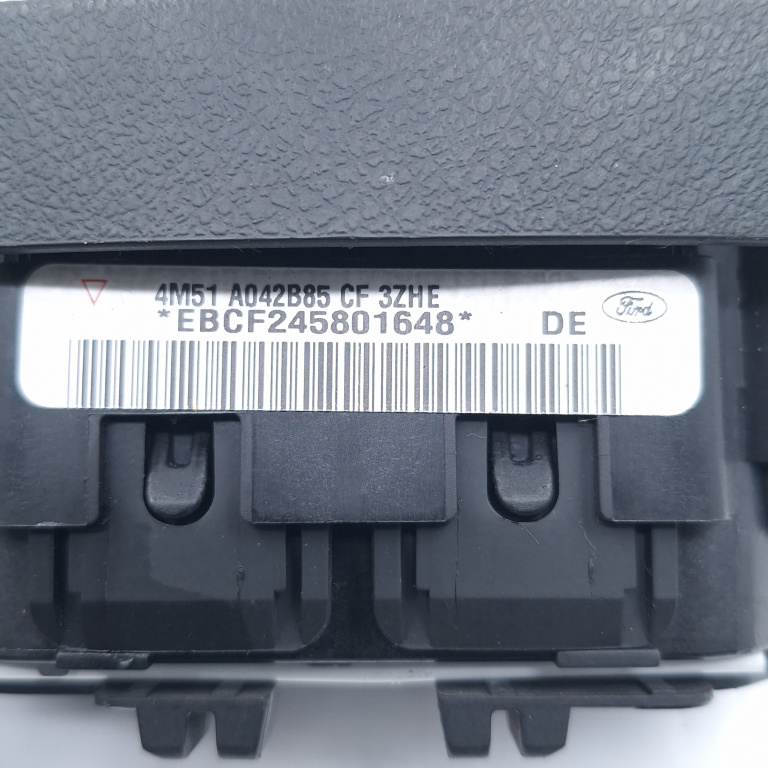 4M51 A042B85 CF 3ZHE
*EBCF245801648* DE Ford